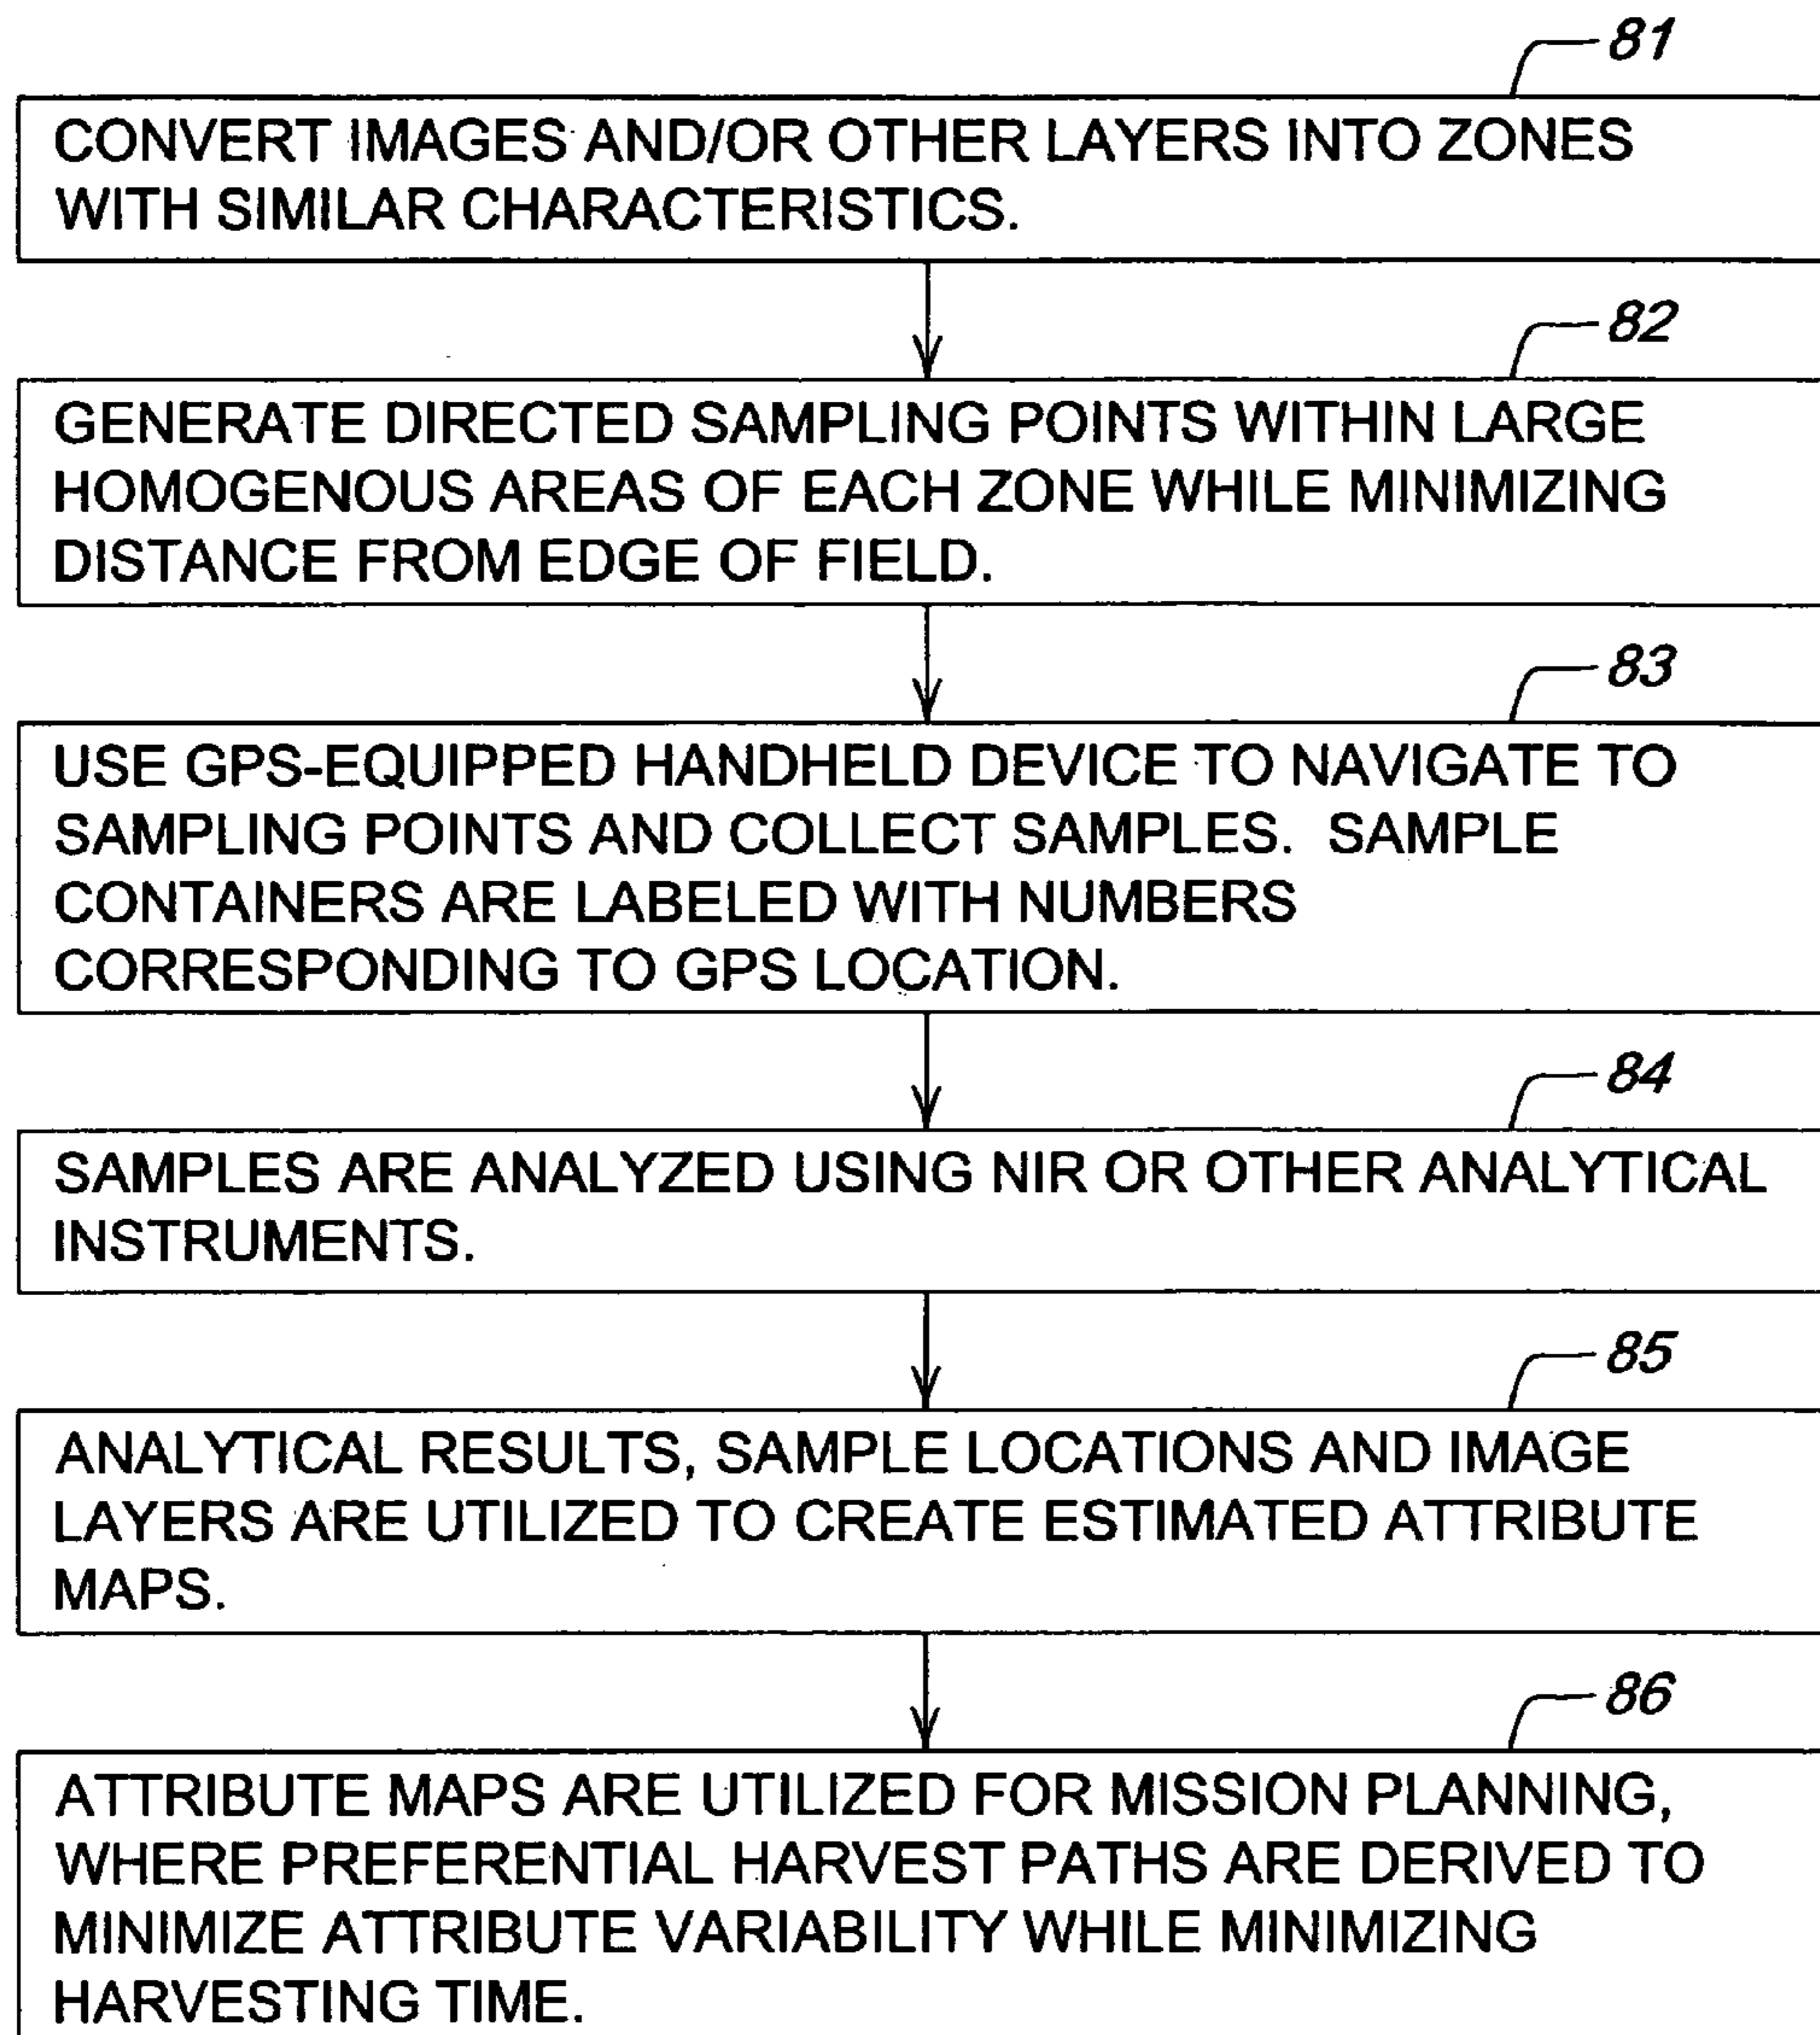 81
CONVERT IMAGES AND/OR OTHER LAYERS INTO ZONES
WITH SIMILAR CHARACTERISTICS.
82
GENERATE DIRECTED SAMPLING POINTS WITHIN LARGE
HOMOGENOUS AREAS OF EACH ZONE WHILE MINIMIZING
DISTANCE FROM EDGE OF FIELD.
83
USE GPS-EQUIPPED HANDHELD DEVICE TO NAVIGATE TO
SAMPLING POINTS AND COLLECT SAMPLES. SAMPLE
CONTAINERS ARE LABELED WITH NUMBERS
CORRESPONDING TO GPS LOCATION.
84
SAMPLES ARE ANALYZED USING NIR OR OTHER ANALYTICAL
INSTRUMENTS.
85
ANALYTICAL RESULTS, SAMPLE LOCATIONS AND IMAGE
LAYERS ARE UTILIZED TO CREATE ESTIMATED ATTRIBUTE
MAPS.
86
ATTRIBUTE MAPS ARE UTILIZED FOR MISSION PLANNING,
WHERE PREFERENTIAL HARVEST PATHS ARE DERIVED TO
MINIMIZE ATTRIBUTE VARIABILITY WHILE MINIMIZING
HARVESTING TIME.